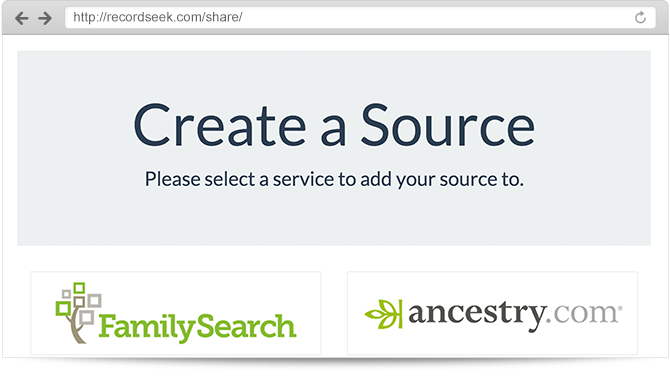 http://recordseek.com/share/
Create a Source
Please select a service to add your source to.
FamilySearch
ancestry.com®